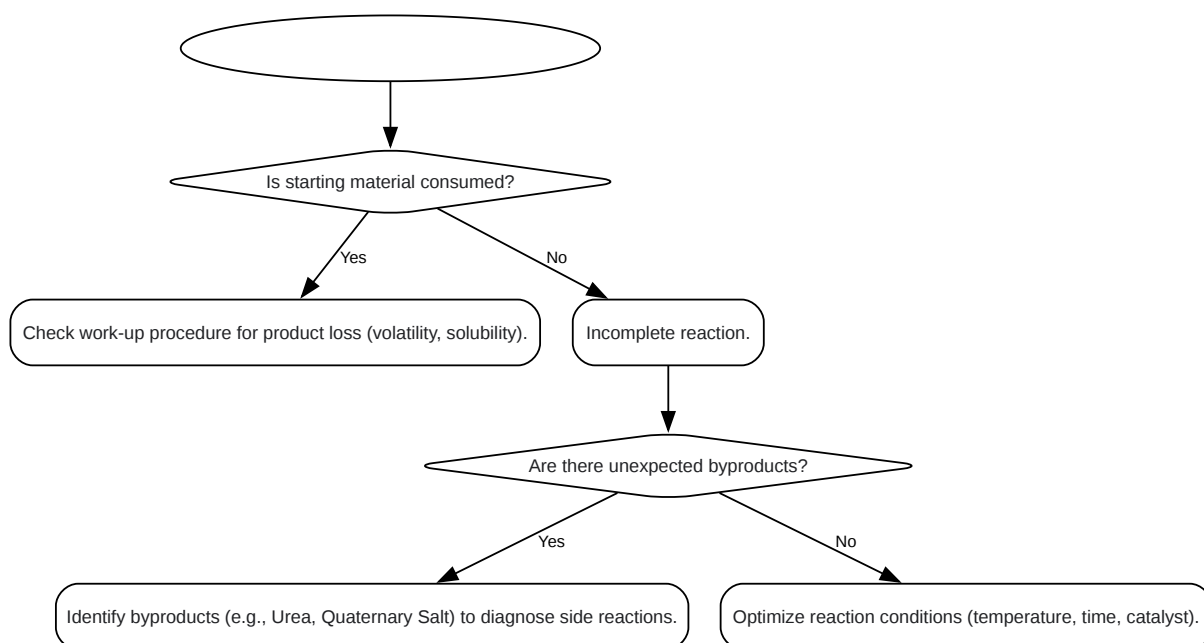 Is starting material consumed?
Yes
No
Check work-up procedure for product loss (volatility, solubility).
Incomplete reaction.
Are there unexpected byproducts?
Yes
No
Identify byproducts (e.g., Urea, Quaternary Salt) to diagnose side reactions.
Optimize reaction conditions (temperature, time, catalyst).